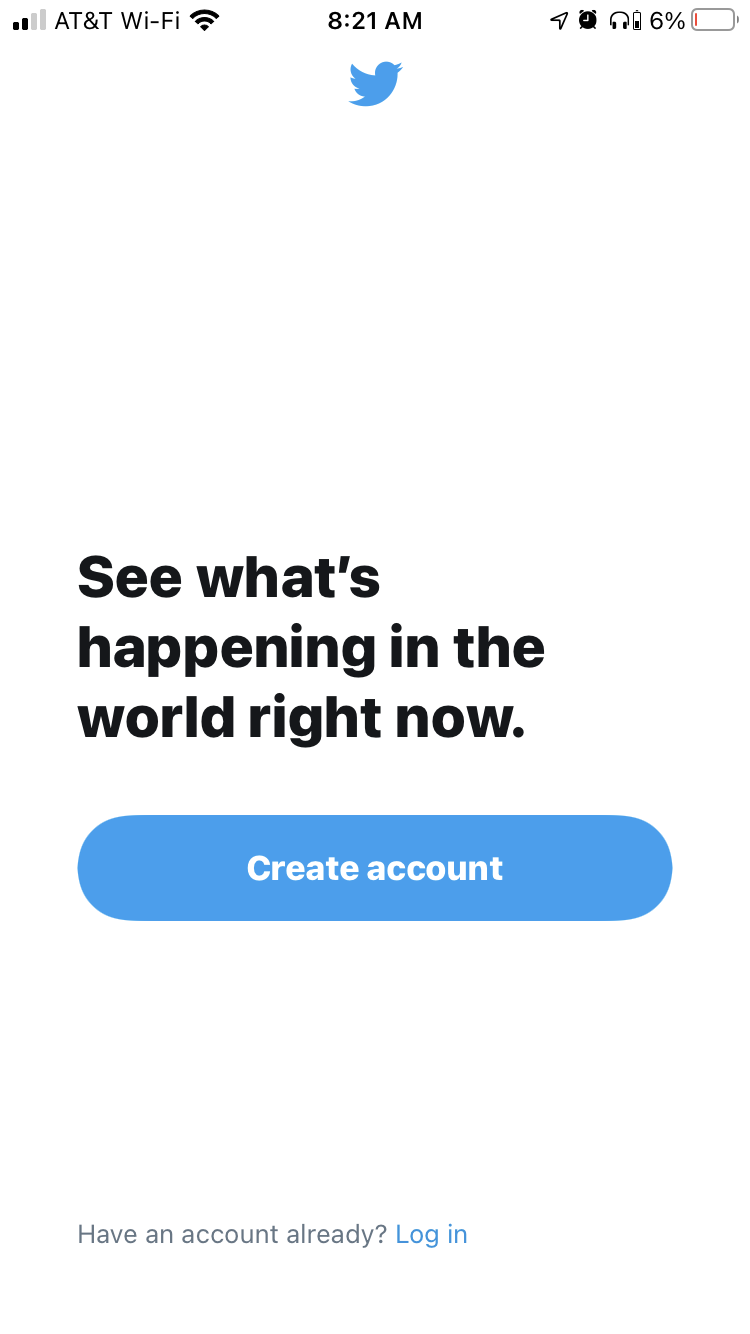 AT&T Wi-Fi 8:21 AM 6%
See what’s
happening in the
world right now.
Create account
Have an account already? Log in